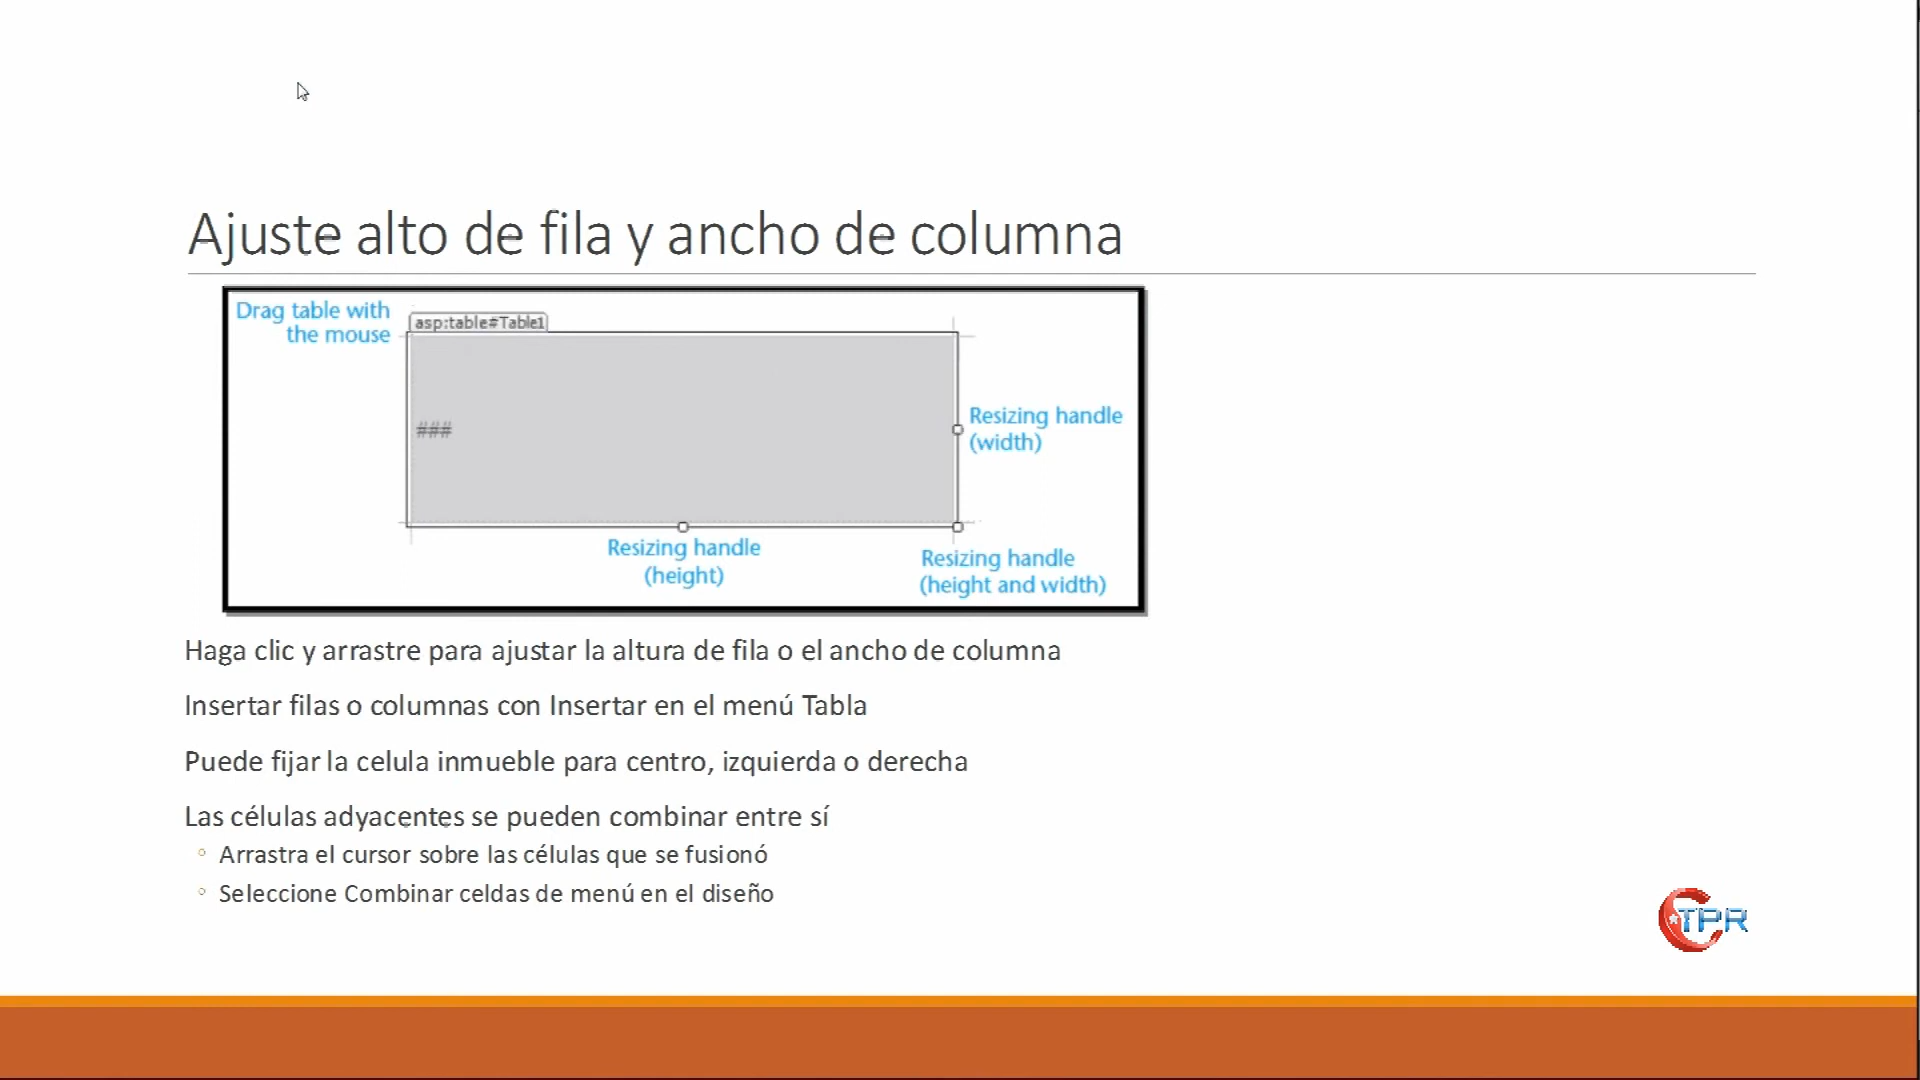 Ajuste alto de fila y ancho de columna
Drag table with
the mouse
asp:table#Table1
###
Resizing handle
(width)
Resizing handle
(height)
Resizing handle
(height and width)
Haga clic y arrastre para ajustar la altura de fila o el ancho de columna
Insertar filas o columnas con Insertar en el menú Tabla
Puede fijar la celula inmueble para centro, izquierda o derecha
Las células adyacentes se pueden combinar entre sí
Arrastra el cursor sobre las células que se fusionó
Seleccione Combinar celdas de menú en el diseño
CTPR